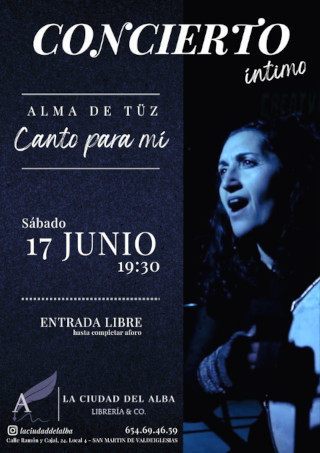 CONCIERTO
íntimo
ALMA DE TÜZ
Canto para mí
Sábado
17 JUNIO
19:30
ENTRADA LIBRE
hasta completar aforo
A
LA CIUDAD DEL ALBA
LIBRERÍA & CO.
laciudaddelalba
654.69.46.39
Calle Ramón y Cajal, 24, Local 4 - SAN MARTIN DE VALDEIGLESIAS